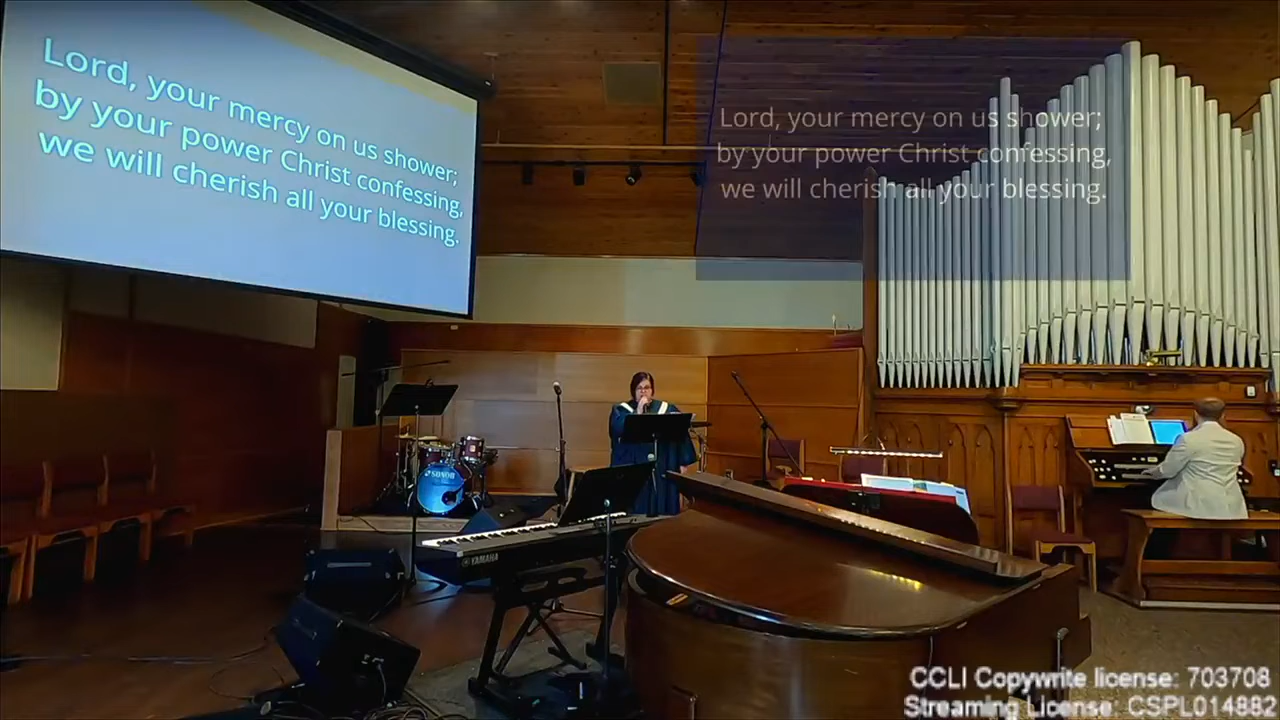 Lord, your mercy on us shower;
by your power Christ confessing,
we will cherish all your blessing.
Lord, your mercy on us shower;
by your power Christ confessing,
we will cherish all your blessing.
SONOR
YAMAHA
CCLI Copywrite license: 703708
Streaming License: CSPL014882